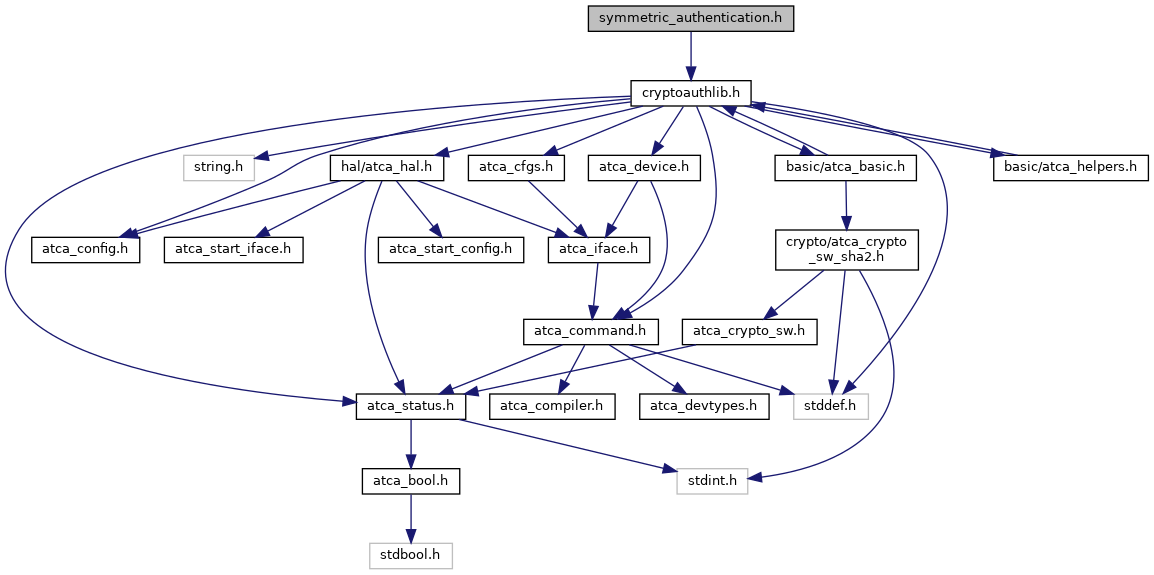 symmetric_authentication.h
cryptoauthlib.h
string.h
hal/atca_hal.h
atca_cfgs.h
atca_device.h
basic/atca_basic.h
basic/atca_helpers.h
atca_config.h
atca_start_iface.h
atca_start_config.h
atca_iface.h
crypto/atca_crypto
_sw_sha2.h
atca_command.h
atca_crypto_sw.h
atca_status.h
atca_compiler.h
atca_devtypes.h
stddef.h
atca_bool.h
stdint.h
stdbool.h